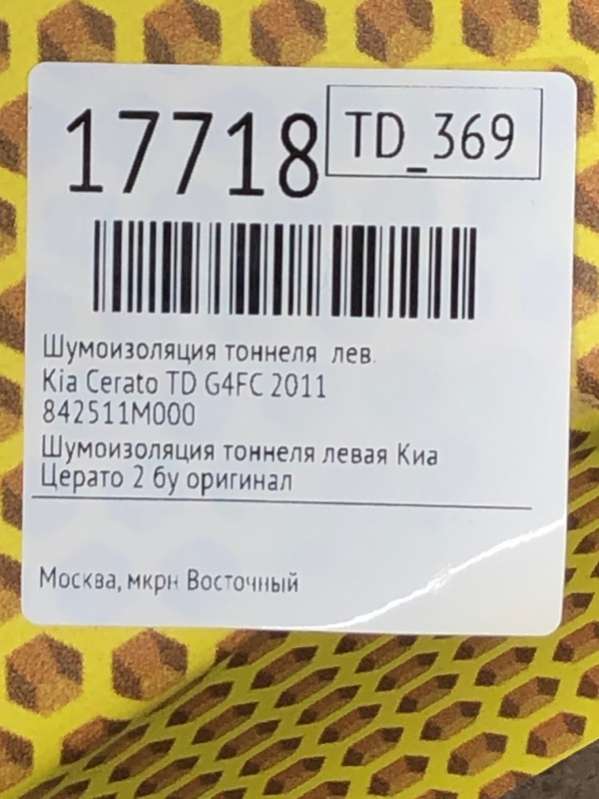 17718 TD_369
Шумоизоляция тоннеля лев.
Kia Cerato TD G4FC 2011
842511M000
Шумоизоляция тоннеля левая Киа
Церато 2 бу оригинал
Москва, мкрн Восточный